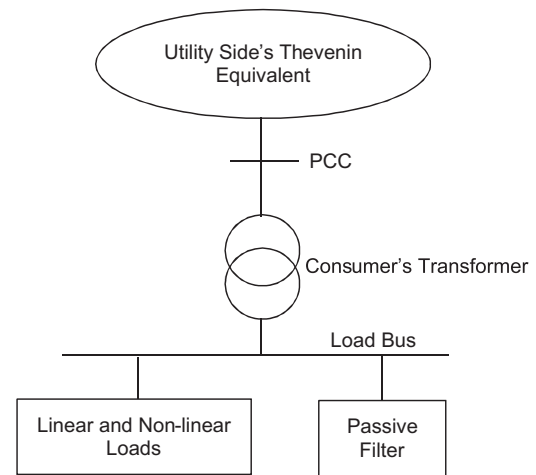 Utility Side's Thevenin
Equivalent
PCC
Consumer's Transformer
Load Bus
Linear and Non-linear
Loads
Passive
Filter